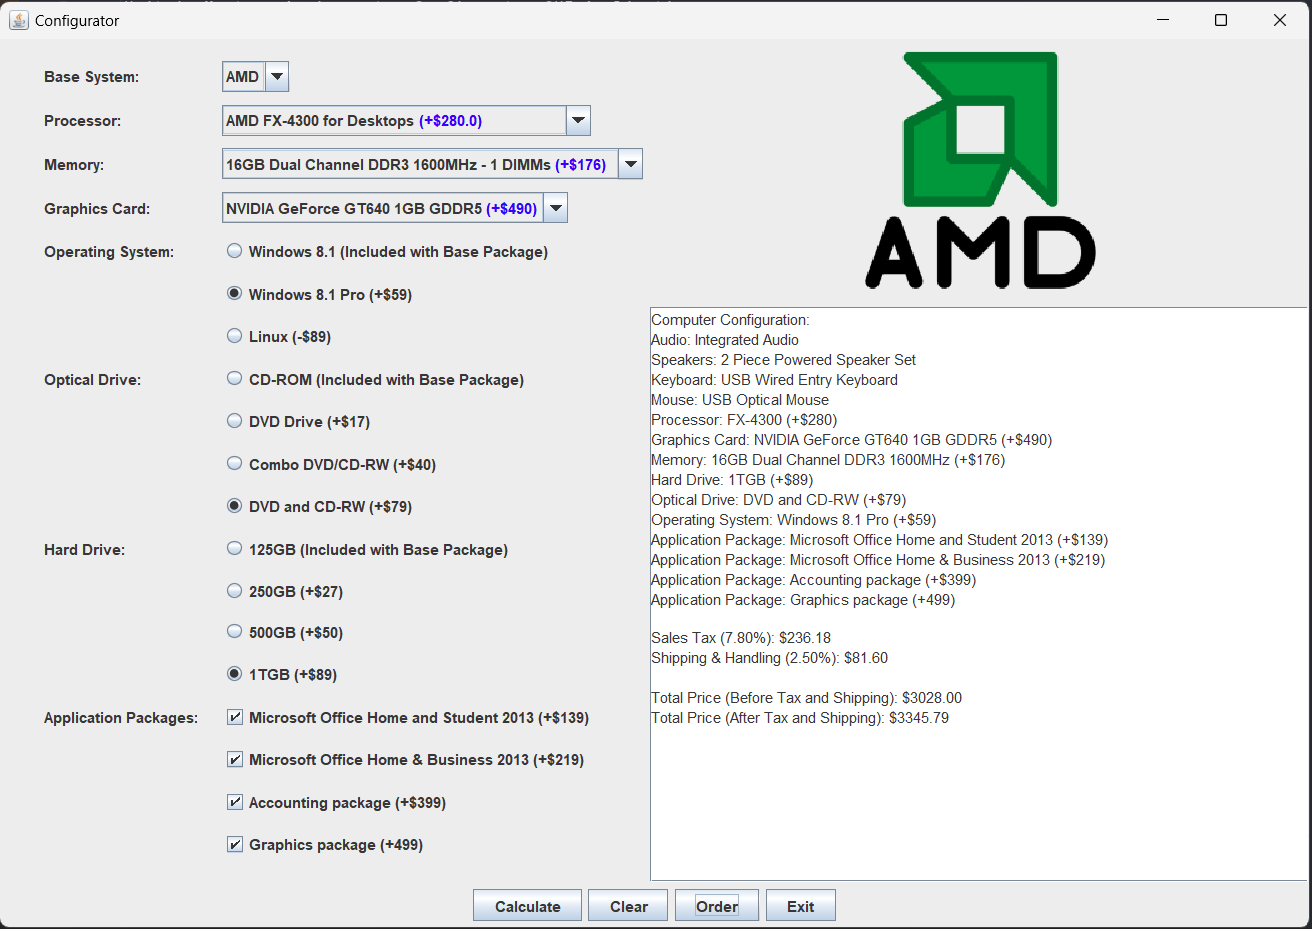 Configurator
Base System: AMD
Processor: AMD FX-4300 for Desktops (+$280.0)
Memory: 16GB Dual Channel DDR3 1600MHz - 1 DIMMs (+$176)
Graphics Card: NVIDIA GeForce GT640 1GB GDDR5 (+$490)
Operating System: Windows 8.1 (Included with Base Package)
Windows 8.1 Pro (+$59)
Linux (-$89)
Optical Drive: CD-ROM (Included with Base Package)
DVD Drive (+$17)
Combo DVD/CD-RW (+$40)
DVD and CD-RW (+$79)
Hard Drive: 125GB (Included with Base Package)
250GB (+$27)
500GB (+$50)
1TGB (+$89)
Application Packages: Microsoft Office Home and Student 2013 (+$139)
Microsoft Office Home & Business 2013 (+$219)
Accounting package (+$399)
Graphics package (+499)
AMD
Computer Configuration:
Audio: Integrated Audio
Speakers: 2 Piece Powered Speaker Set
Keyboard: USB Wired Entry Keyboard
Mouse: USB Optical Mouse
Processor: FX-4300 (+$280)
Graphics Card: NVIDIA GeForce GT640 1GB GDDR5 (+$490)
Memory: 16GB Dual Channel DDR3 1600MHz (+$176)
Hard Drive: 1TGB (+$89)
Optical Drive: DVD and CD-RW (+$79)
Operating System: Windows 8.1 Pro (+$59)
Application Package: Microsoft Office Home and Student 2013 (+$139)
Application Package: Microsoft Office Home & Business 2013 (+$219)
Application Package: Accounting package (+$399)
Application Package: Graphics package (+499)
Sales Tax (7.80%): $236.18
Shipping & Handling (2.50%): $81.60
Total Price (Before Tax and Shipping): $3028.00
Total Price (After Tax and Shipping): $3345.79
Calculate Clear Order Exit